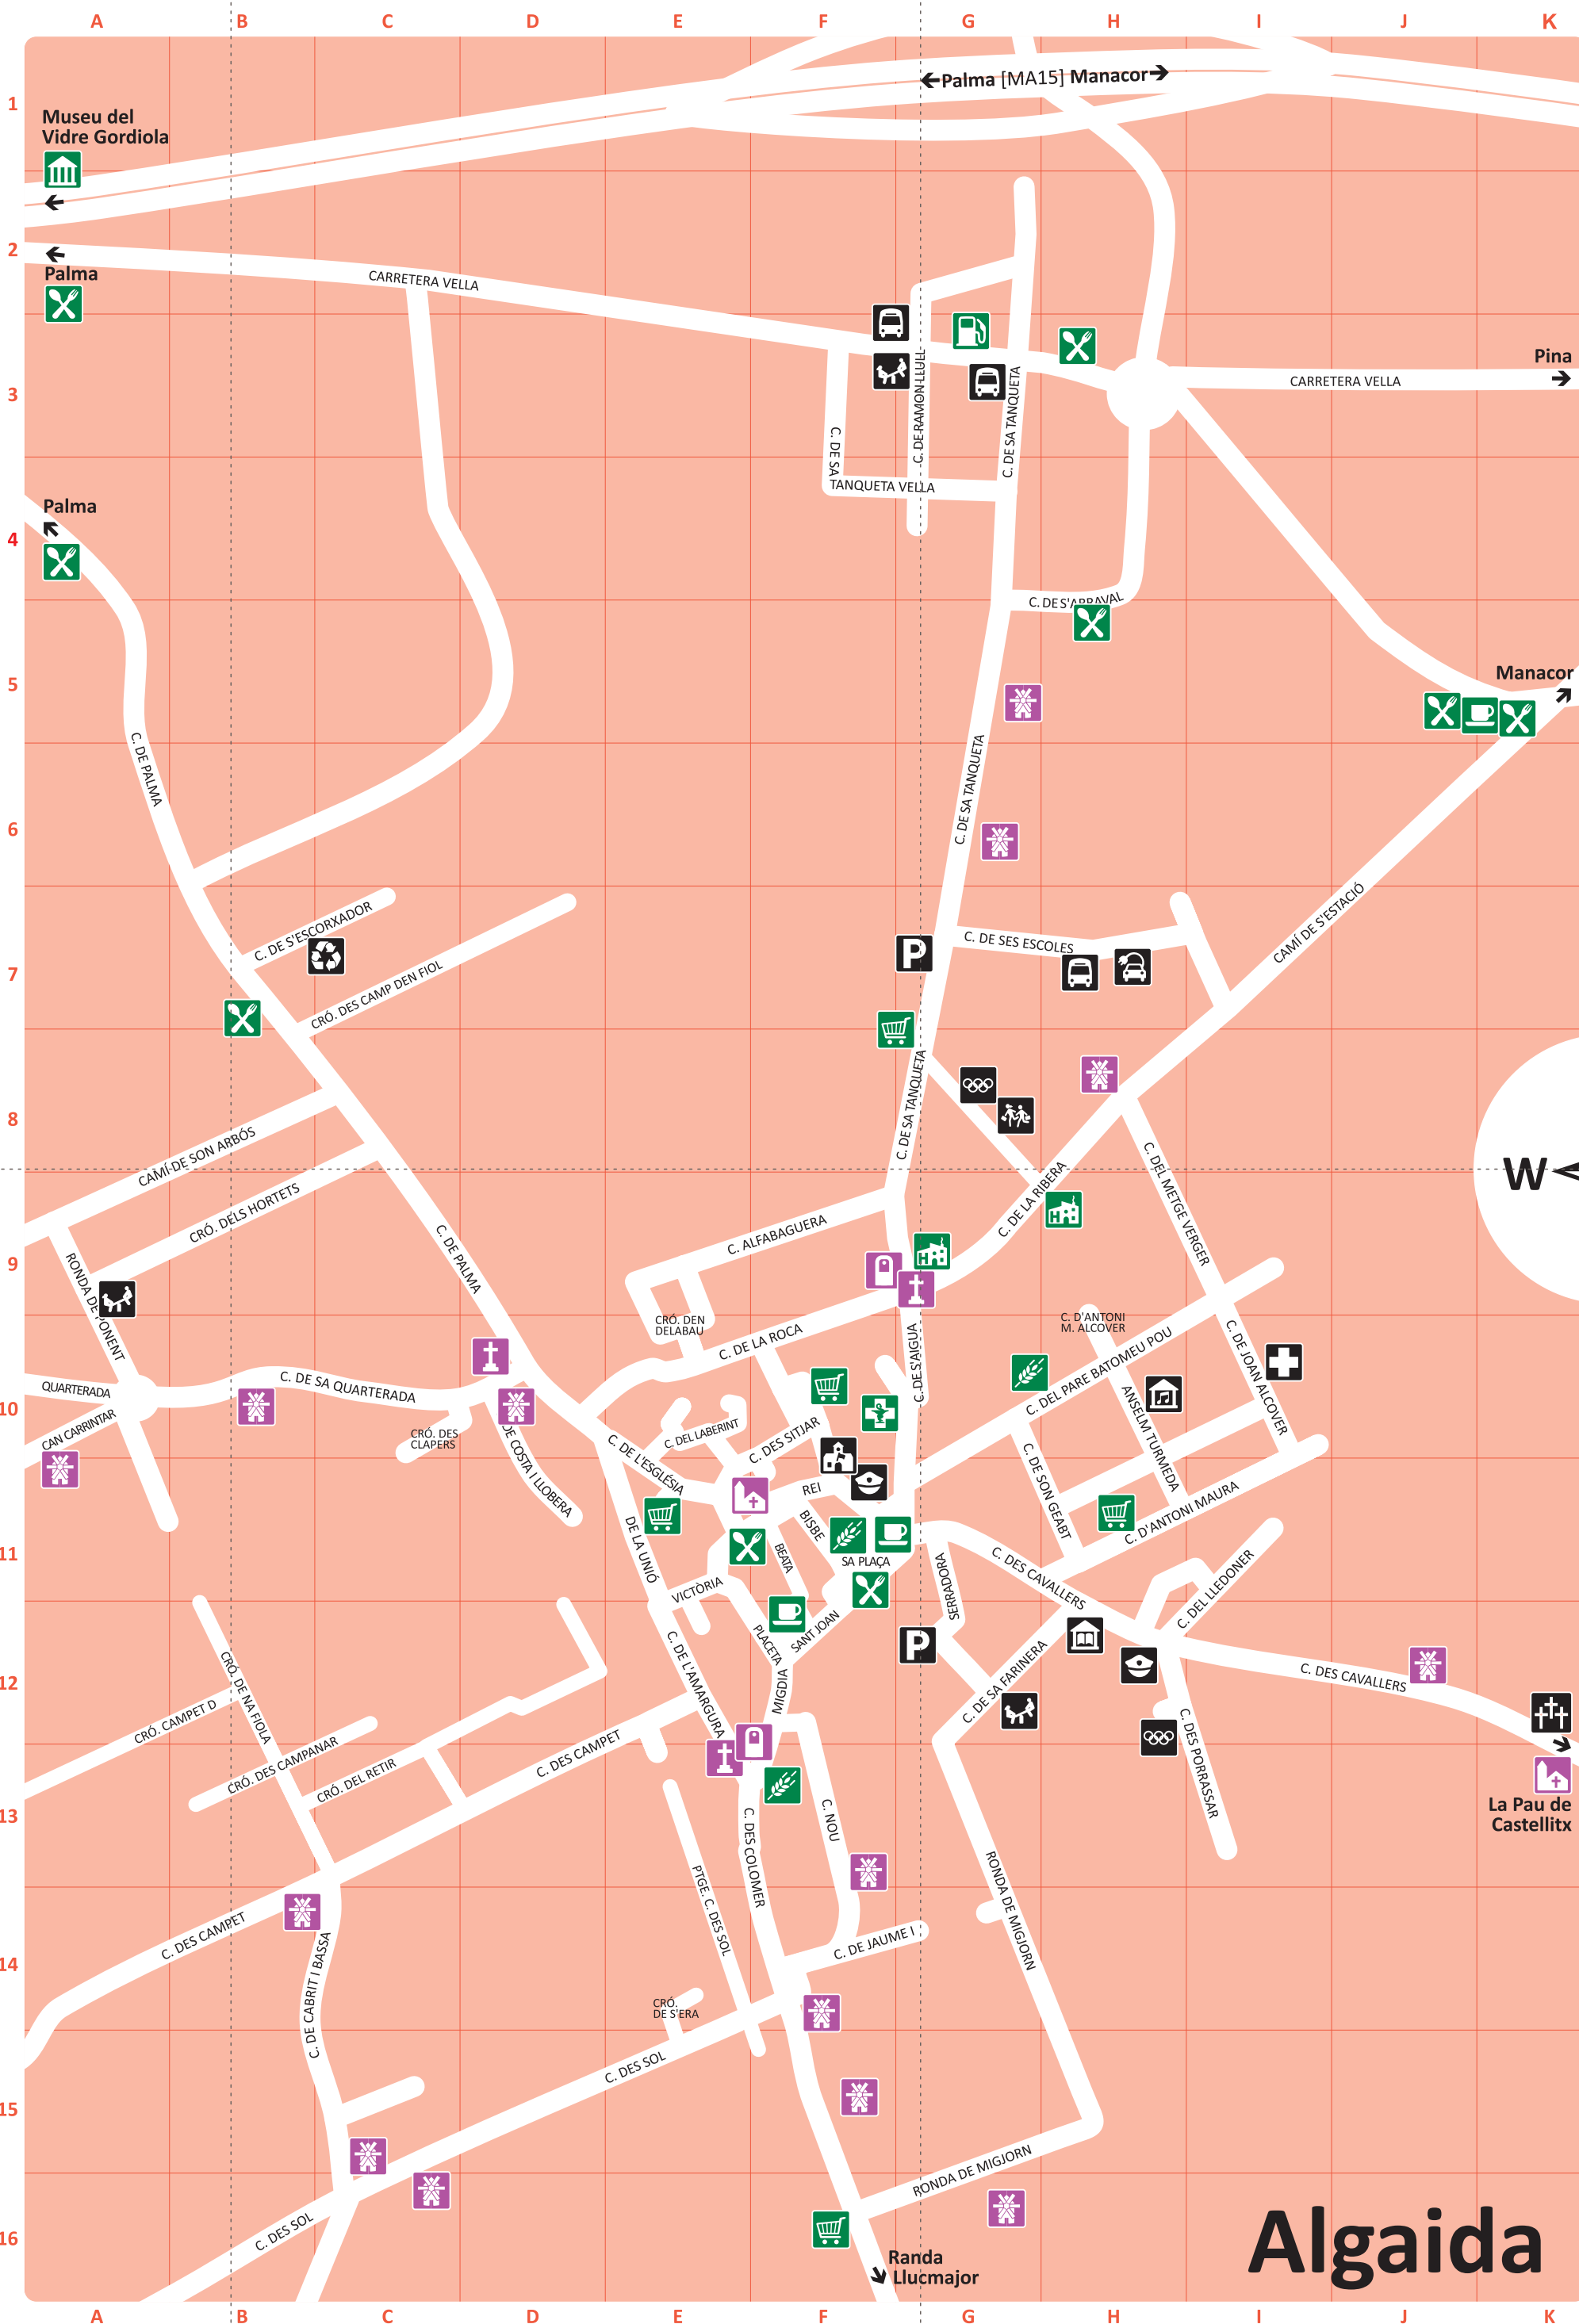 A B C D E F G H I J K
1
Palma [MA15] Manacor
Museu del
Vidre Gordiola
2
Palma
CARRETERA VELLA
3
Pina
CARRETERA VELLA
C. DE RAMON LLULL
C. DE SA TANQUETA
C. DE SA
TANQUETA VELLA
4
Palma
C. DE S'ARRAVAL
5
Manacor
C. DE PALMA
C. DE SA TANQUETA
6
CAMÍ DE S'ESTACIÓ
C. DE S'ESCORXADOR
C. DE SES ESCOLES
P
7
CRÓ. DES CAMP DEN FIOL
8
C. DE SA TANQUETA
CAMÍ DE SON ARBÓS
C. DEL METGE VERGER
W
CRÓ. DELS HORTETS
C. DE LA RIBERA
H
C. ALFABAGUERA
C. DE PALMA
H
9
RONDA DE PONENT
CRÓ. DEN
DELABAU
C. D'ANTONI
M. ALCOVER
C. DE LA ROCA
C. DE S'AIGUA
C. DEL PARE BATOMEU POU
C. DE JOAN ALCOVER
QUARTERADA
C. DE SA QUARTERADA
10
CAN CARRINTAR
CRÓ. DES
CLAPERS
C. DE L'ESGLÉSIA
C. DEL LABERINT
C. DES SITJAR
ANSELM TURMEDA
DE COSTA I LLOBERA
REI
C. DE SON GEABT
BISBE
C. D'ANTONI MAURA
DE LA UNIÓ
BEATA
SA PLAÇA
11
C. DES CAVALLERS
SERRADORA
VICTÒRIA
C. DEL LLEDONER
PLACETA
SANT JOAN
P
CRÓ. DE NA FIOLA
C. DE L'AMARGURA
MIGDIA
C. DE SA FARINERA
C. DES CAVALLERS
12
CRÓ. CAMPET D
C. DES CAMPET
CRÓ. DES CAMPANAR
CRÓ. DEL RETIR
C. DES PORRASSAR
13
La Pau de
Castellitx
C. NOU
C. DES COLOMER
PTGE. C. DES SOL
RONDA DE MIGJORN
C. DES CAMPET
C. DE JAUME I
14
C. DE CABRIT I BASSA
CRÓ.
DE S'ERA
C. DES SOL
15
RONDA DE MIGJORN
C. DES SOL
16
Randa
Llucmajor
Algaida
A B C D E F G H I J K